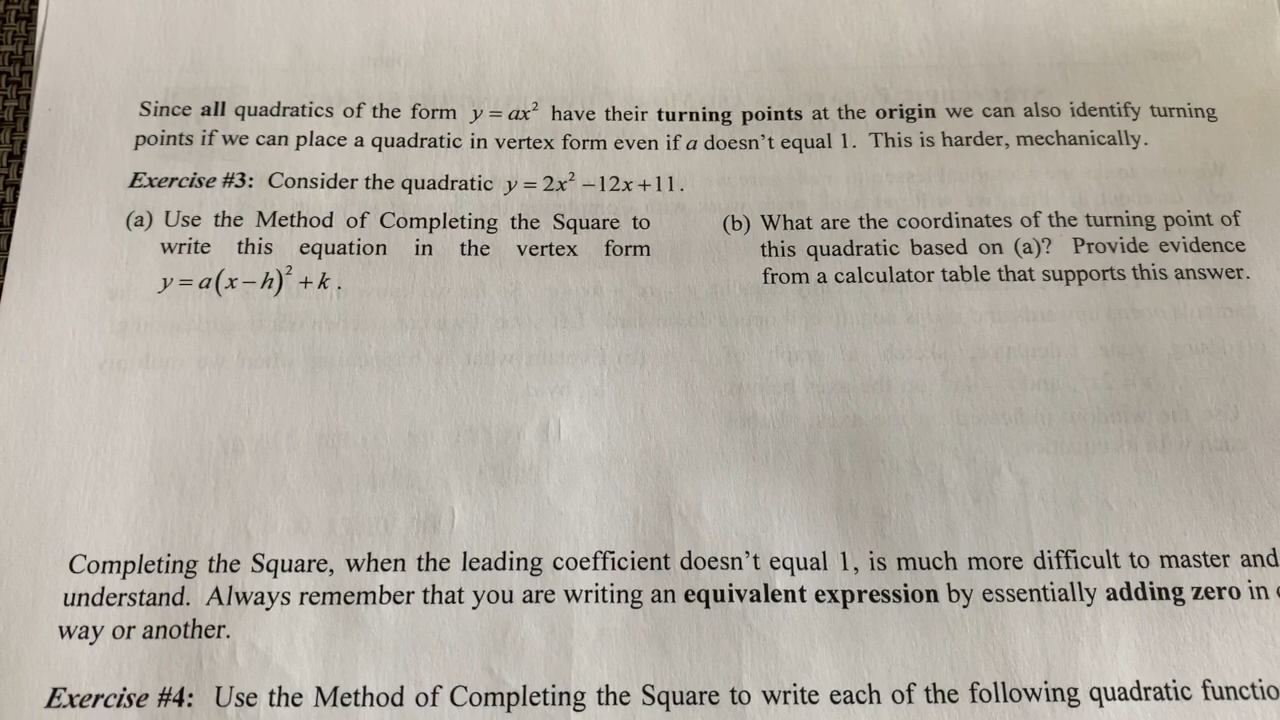 Since all quadratics of the form y = ax² have their turning points at the origin we can also identify turning
points if we can place a quadratic in vertex form even if a doesn't equal 1. This is harder, mechanically.
Exercise #3: Consider the quadratic y = 2x² − 12x + 11.
(a) Use the Method of Completing the Square to
write this equation in the vertex form
y = a(x − h)² + k.
(b) What are the coordinates of the turning point of
this quadratic based on (a)? Provide evidence
from a calculator table that supports this answer.
Completing the Square, when the leading coefficient doesn't equal 1, is much more difficult to master and
understand. Always remember that you are writing an equivalent expression by essentially adding zero in
way or another.
Exercise #4: Use the Method of Completing the Square to write each of the following quadratic functio